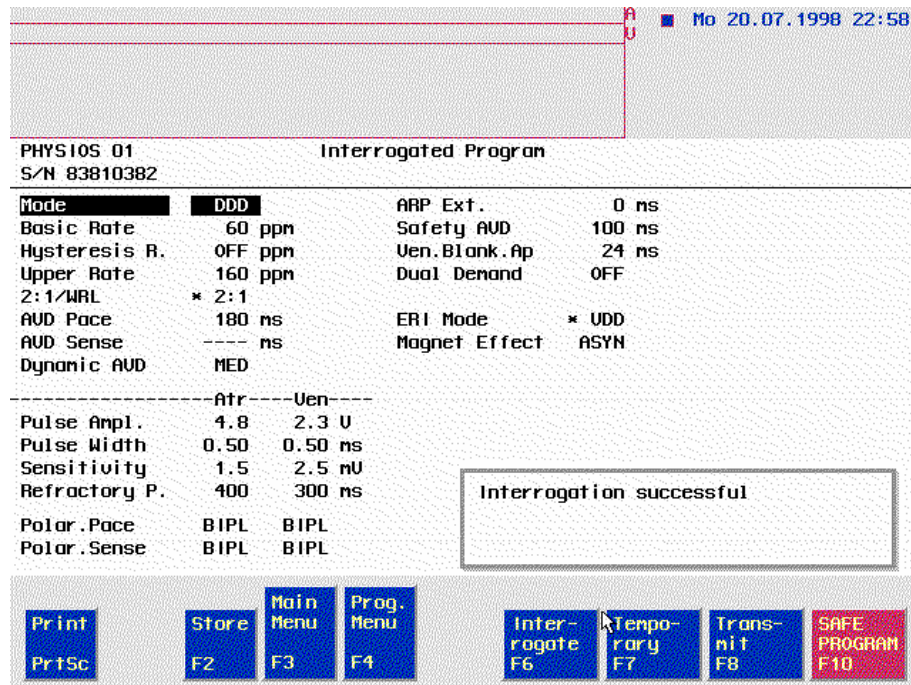 A Mo 20.07.1998 22:58
V
PHYSIOS 01 Interrogated Program
S/N 83810382
Mode DDD ARP Ext. 0 ms
Basic Rate 60 ppm Safety AVD 100 ms
Hysteresis R. OFF ppm Ven.Blank.Ap 24 ms
Upper Rate 160 ppm Dual Demand OFF
2:1/WRL * 2:1
AVD Pace 180 ms ERI Mode * VDD
AVD Sense ---- ms Magnet Effect ASYN
Dynamic AVD MED
------------------Atr----Ven----
Pulse Ampl. 4.8 2.3 V
Pulse Width 0.50 0.50 ms
Sensitivity 1.5 2.5 mV
Refractory P. 400 300 ms
Interrogation successful
Polar.Pace BIPL BIPL
Polar.Sense BIPL BIPL
Print
PrtSc
Store
F2
Main
Menu
F3
Prog.
Menu
F4
Inter-
rogate
F6
Tempo-
rary
F7
Trans-
mit
F8
SAFE
PROGRAM
F10